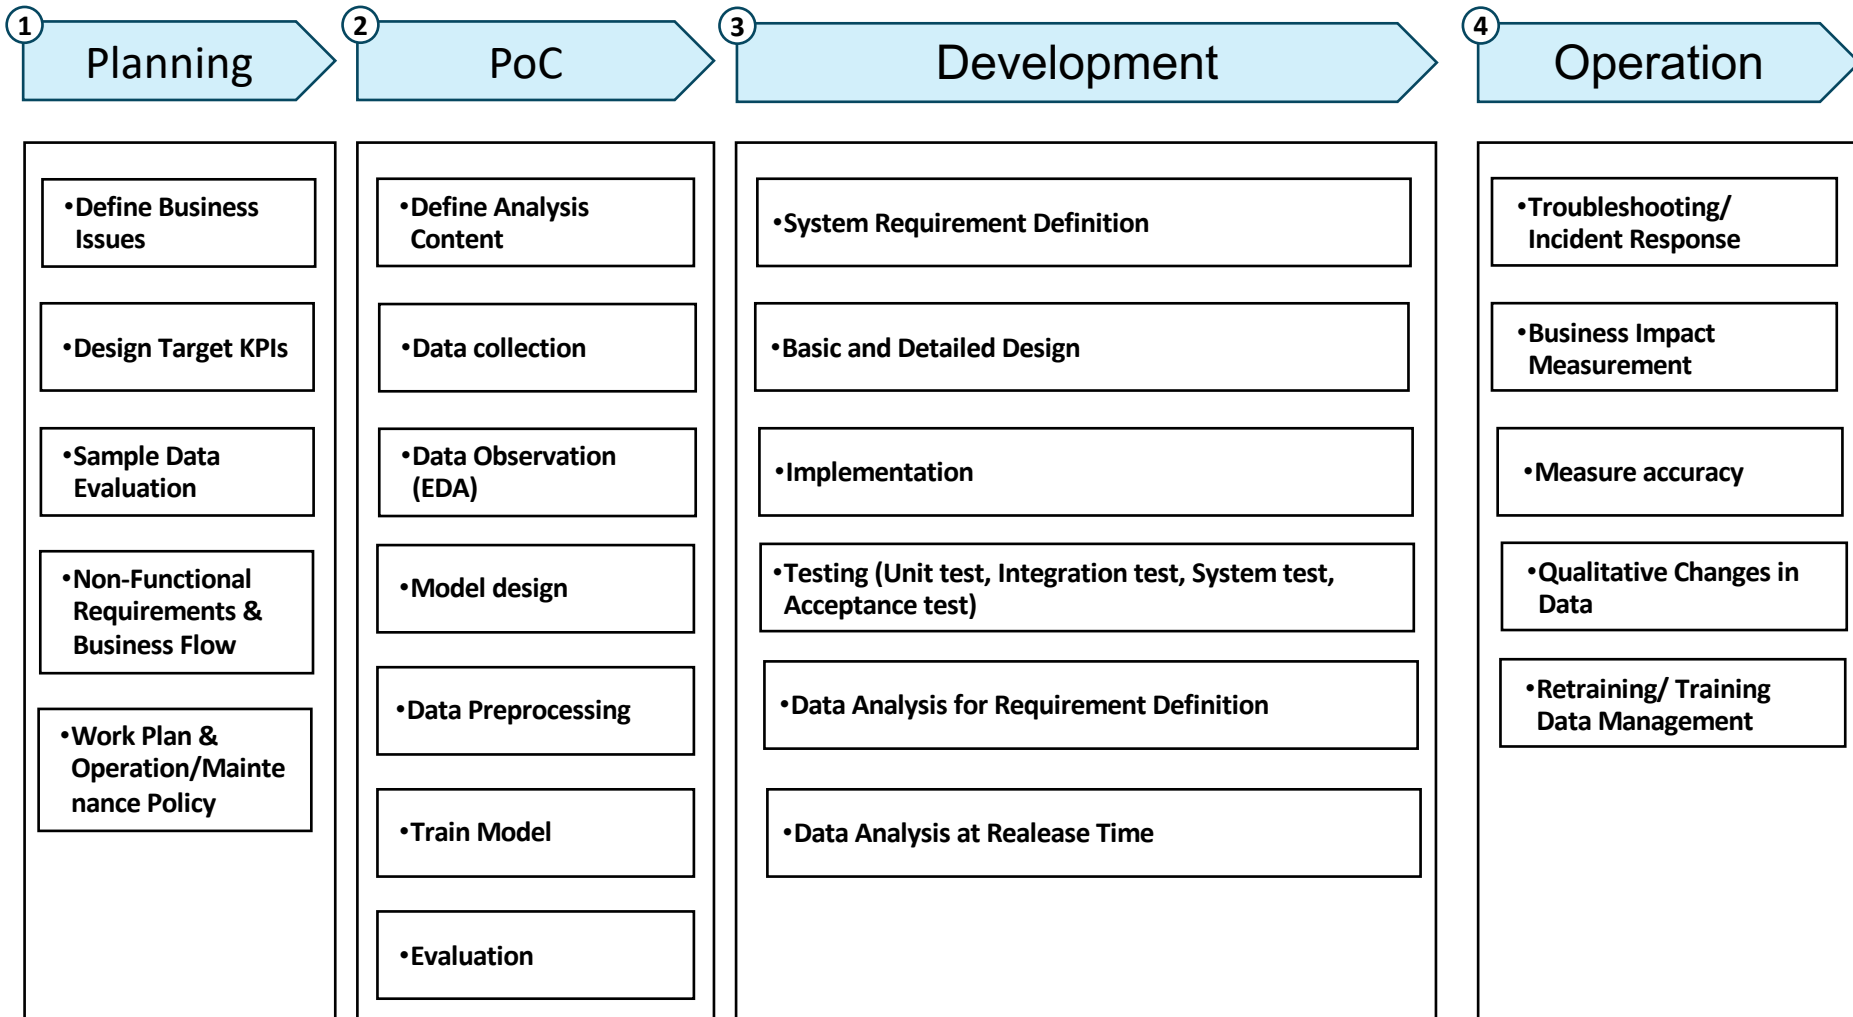 1
Planning
2
PoC
3
Development
4
Operation
•Define Business
Issues
•Design Target KPIs
•Sample Data
Evaluation
•Non-Functional
Requirements &
Business Flow
•Work Plan &
Operation/Mainte
nance Policy
•Define Analysis
Content
•Data collection
•Data Observation
(EDA)
•Model design
•Data Preprocessing
•Train Model
•Evaluation
•System Requirement Definition
•Basic and Detailed Design
•Implementation
•Testing (Unit test, Integration test, System test,
Acceptance test)
•Data Analysis for Requirement Definition
•Data Analysis at Realease Time
•Troubleshooting/
Incident Response
•Business Impact
Measurement
•Measure accuracy
•Qualitative Changes in
Data
•Retraining/ Training
Data Management